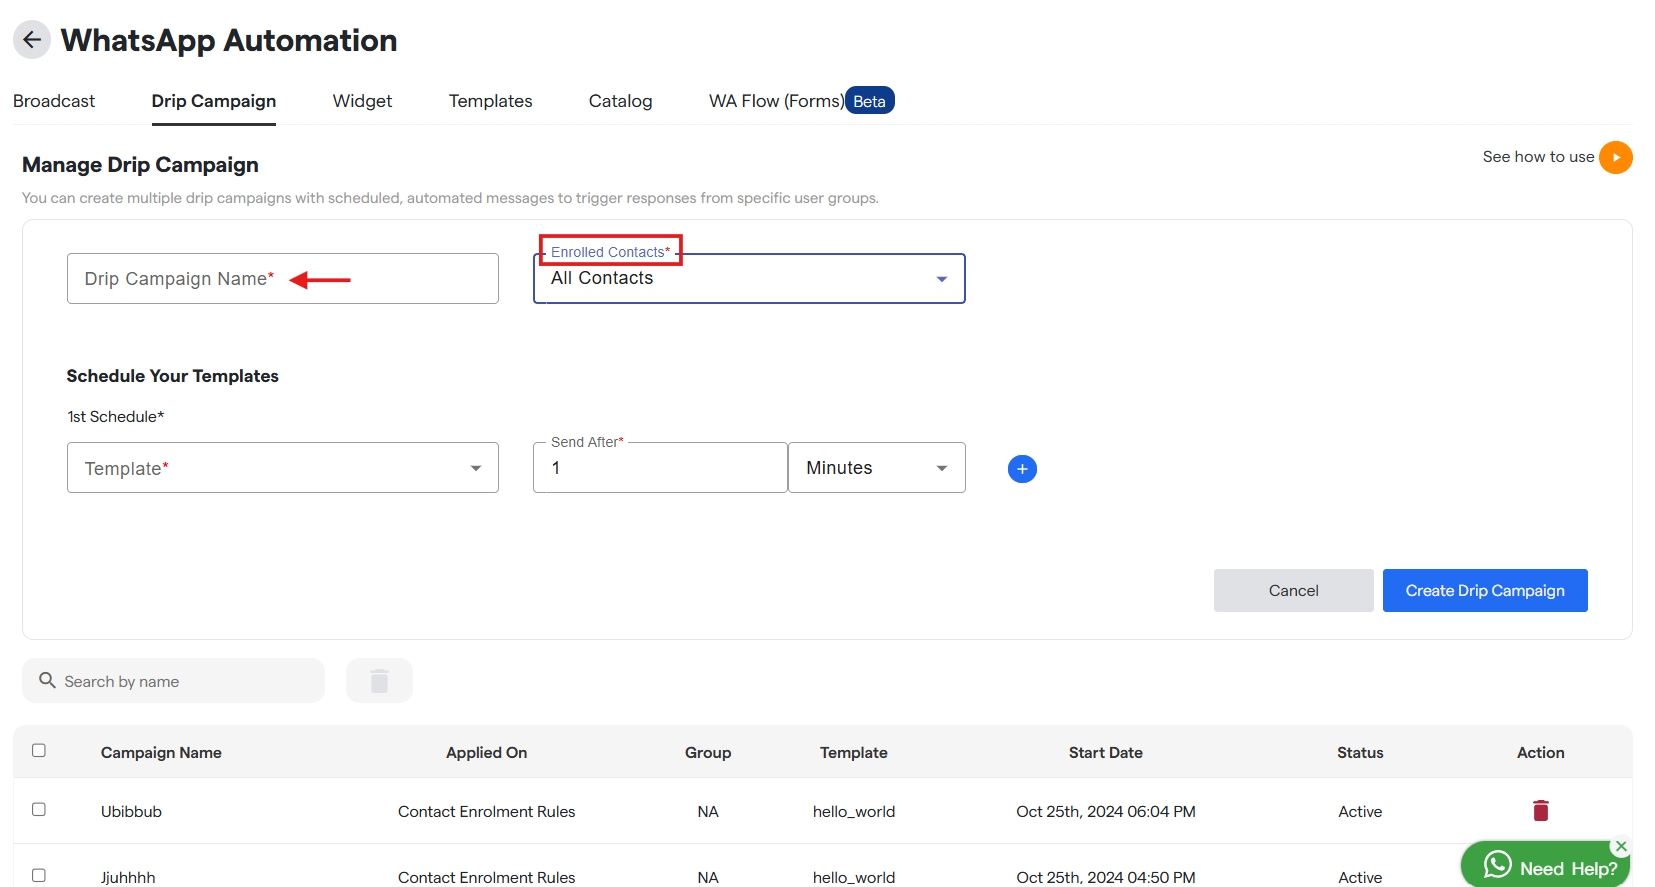 WhatsApp Automation
Broadcast Drip Campaign Widget Templates Catalog WA Flow (Forms) Beta
Manage Drip Campaign
See how to use
You can create multiple drip campaigns with scheduled, automated messages to trigger responses from specific user groups.
Enrolled Contacts*
Drip Campaign Name* All Contacts
Schedule Your Templates
1st Schedule*
Send After*
Template* 1 Minutes
Cancel Create Drip Campaign
Search by name
Campaign Name Applied On Group Template Start Date Status Action
Ubibbub Contact Enrolment Rules NA hello_world Oct 25th, 2024 06:04 PM Active
Jjuhhhh Contact Enrolment Rules NA hello_world Oct 25th, 2024 04:50 PM Active
Need Help?